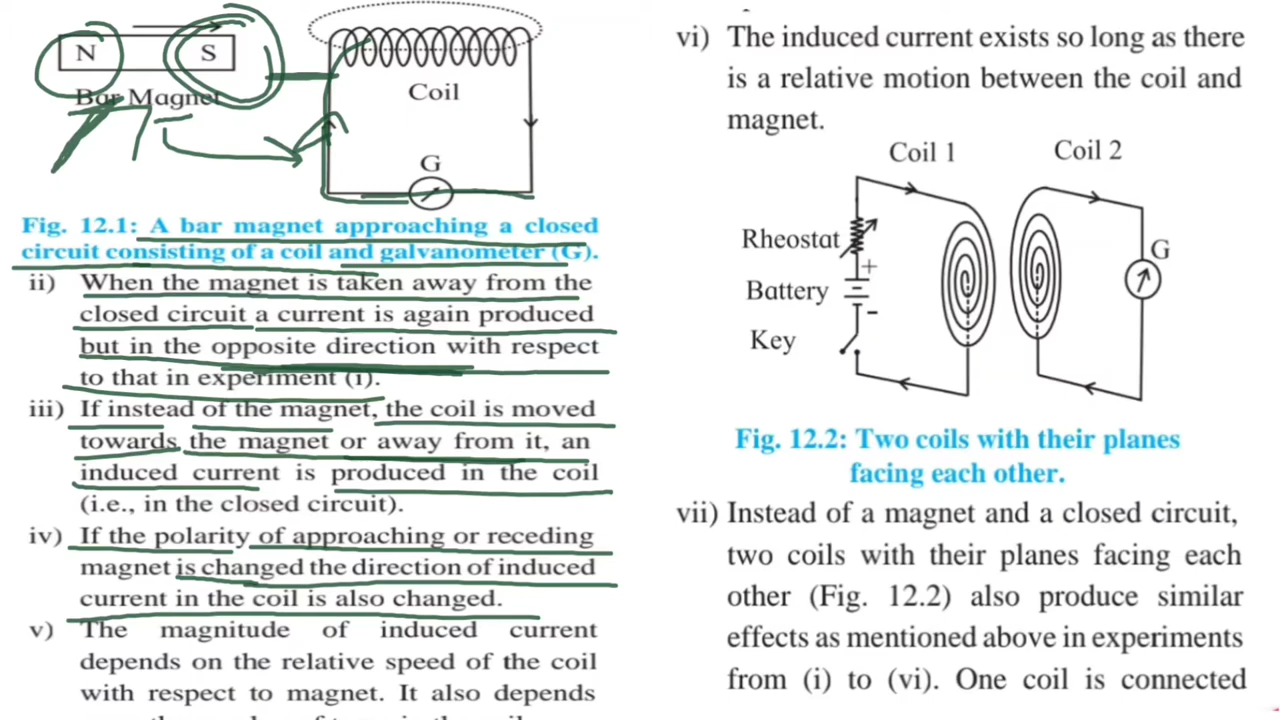 N S
Bar Magnet
Coil
G
Fig. 12.1: A bar magnet approaching a closed
circuit consisting of a coil and galvanometer (G).
ii) When the magnet is taken away from the
closed circuit a current is again produced
but in the opposite direction with respect
to that in experiment (i).
iii) If instead of the magnet, the coil is moved
towards the magnet or away from it, an
induced current is produced in the coil
(i.e., in the closed circuit).
iv) If the polarity of approaching or receding
magnet is changed the direction of induced
current in the coil is also changed.
v) The magnitude of induced current
depends on the relative speed of the coil
with respect to magnet. It also depends
vi) The induced current exists so long as there
is a relative motion between the coil and
magnet.
Coil 1 Coil 2
Rheostat
G
+
Battery
-
Key
Fig. 12.2: Two coils with their planes
facing each other.
vii) Instead of a magnet and a closed circuit,
two coils with their planes facing each
other (Fig. 12.2) also produce similar
effects as mentioned above in experiments
from (i) to (vi). One coil is connected